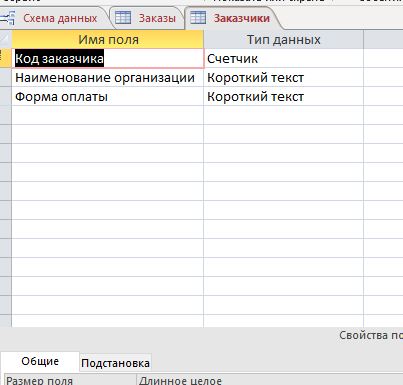 Схема данных Заказы Заказчики
Имя поля Тип данных
Код заказчика Счетчик
Наименование организации Короткий текст
Форма оплаты Короткий текст
Свойства по
Общие Подстановка
Размер поля Длинное целое